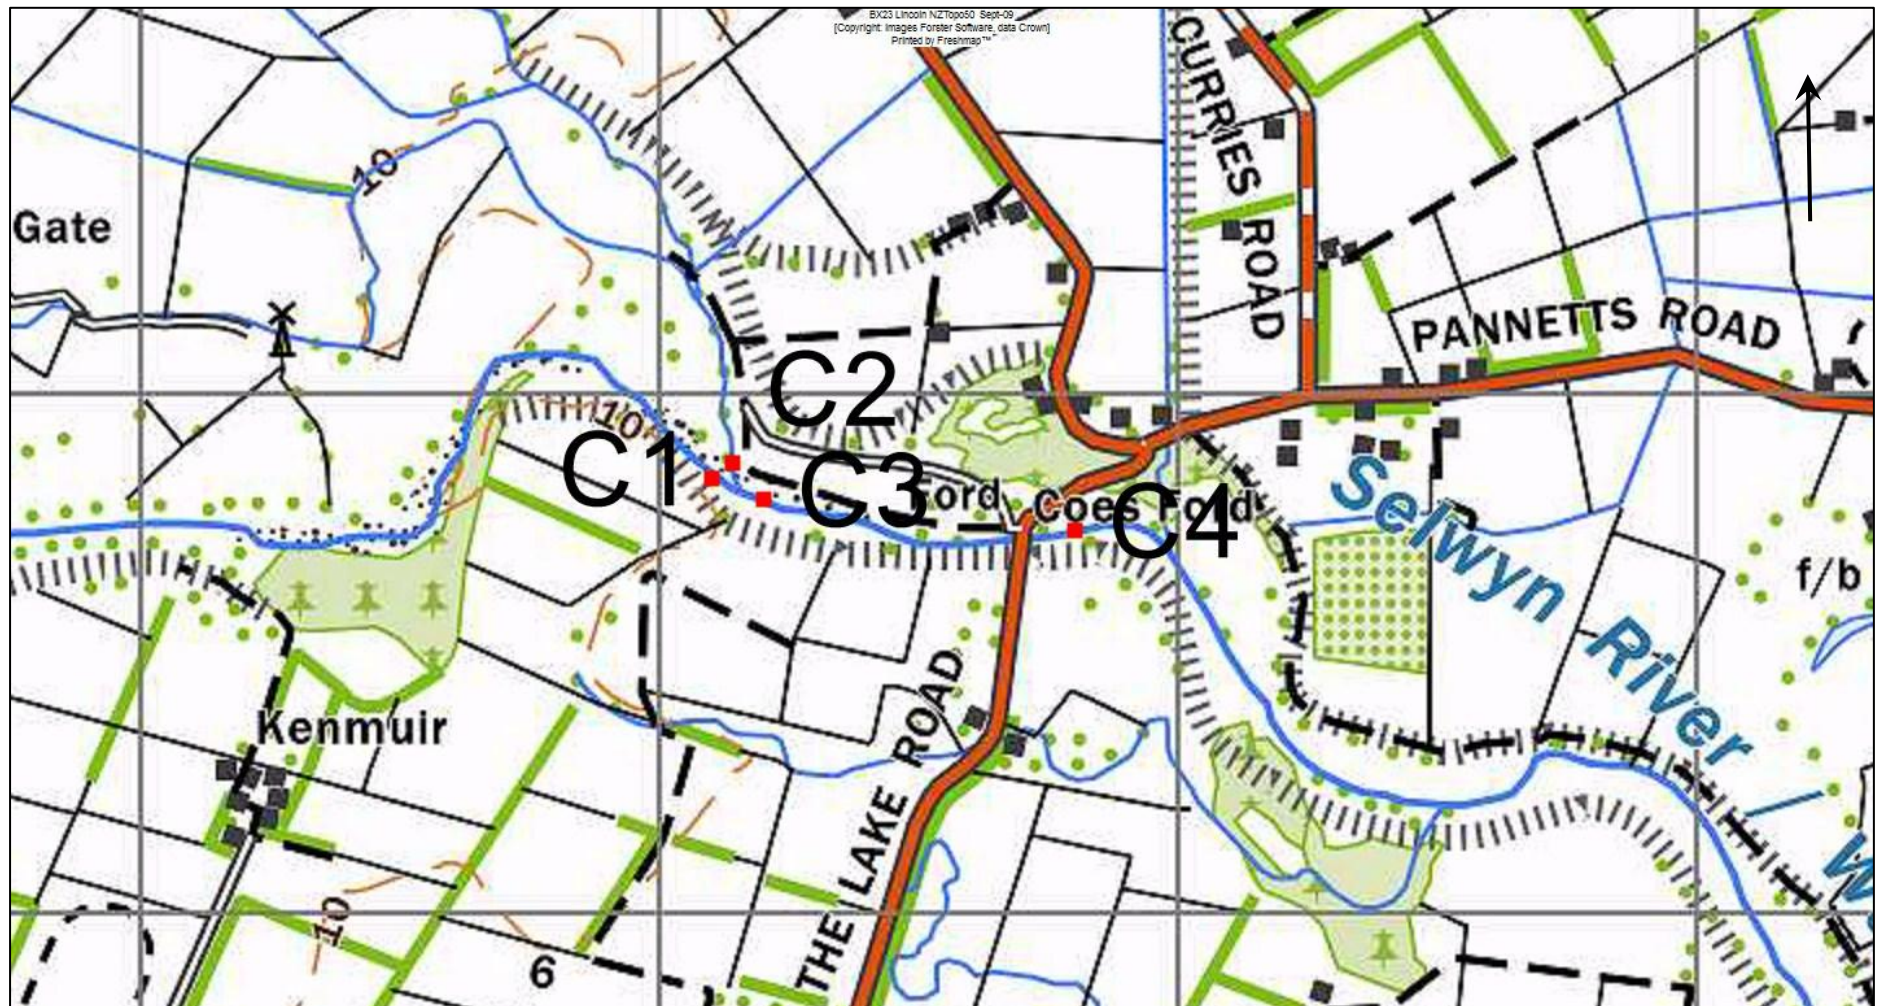 BX23 Lincoln NZTopo50 Sept-09
[Copyright: Images Forster Software, data Crown]
Printed by Freshmap™
CURRIES ROAD
10
Gate
PANNETTS ROAD
C2
10
C1
C3
Ford
Coes Ford
C4
Selwyn River
f/b
Kenmuir
THE LAKE ROAD
10
6